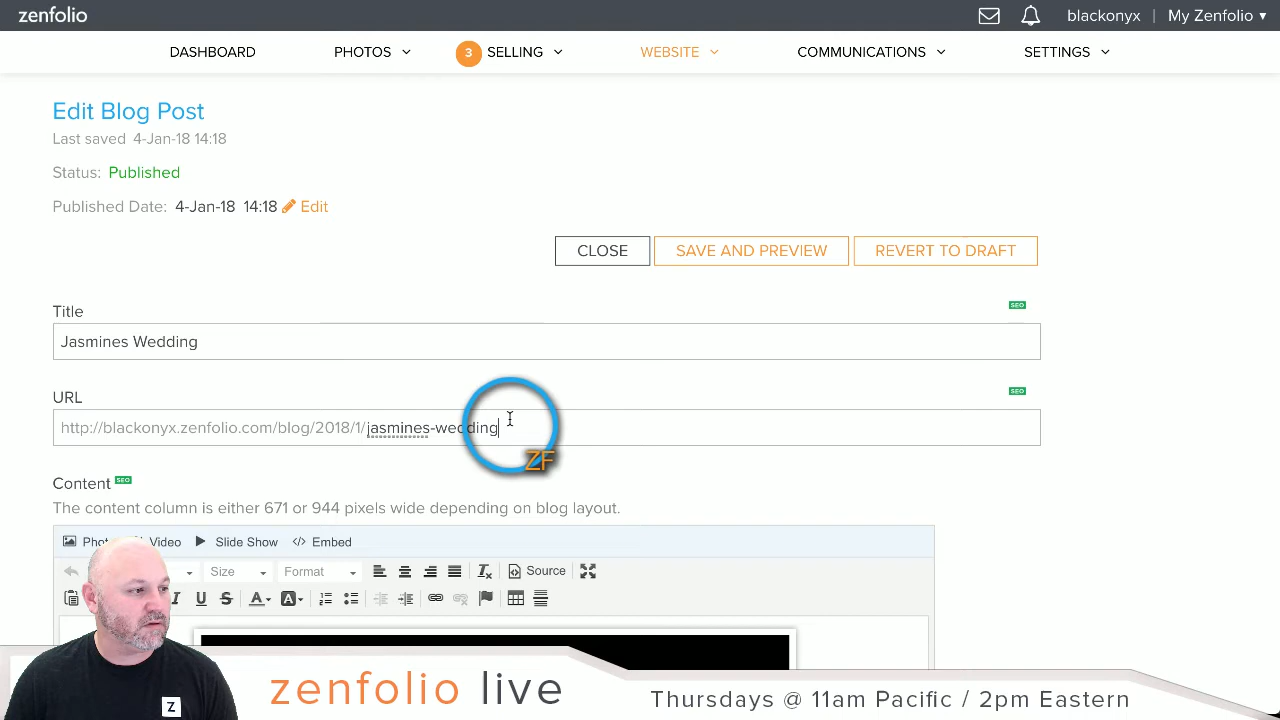 zenfolio
blackonyx | My Zenfolio ▾
DASHBOARD PHOTOS 3 SELLING WEBSITE COMMUNICATIONS SETTINGS
Edit Blog Post
Last saved 4-Jan-18 14:18
Status: Published
Published Date: 4-Jan-18 14:18 Edit
CLOSE SAVE AND PREVIEW REVERT TO DRAFT
Title SEO
Jasmines Wedding
URL SEO
http://blackonyx.zenfolio.com/blog/2018/1/jasmines-wedding
ZF
Content SEO
The content column is either 671 or 944 pixels wide depending on blog layout.
Video Slide Show </> Embed
Size Format Source
I U S A A
Z
zenfolio live
Thursdays @ 11am Pacific / 2pm Eastern